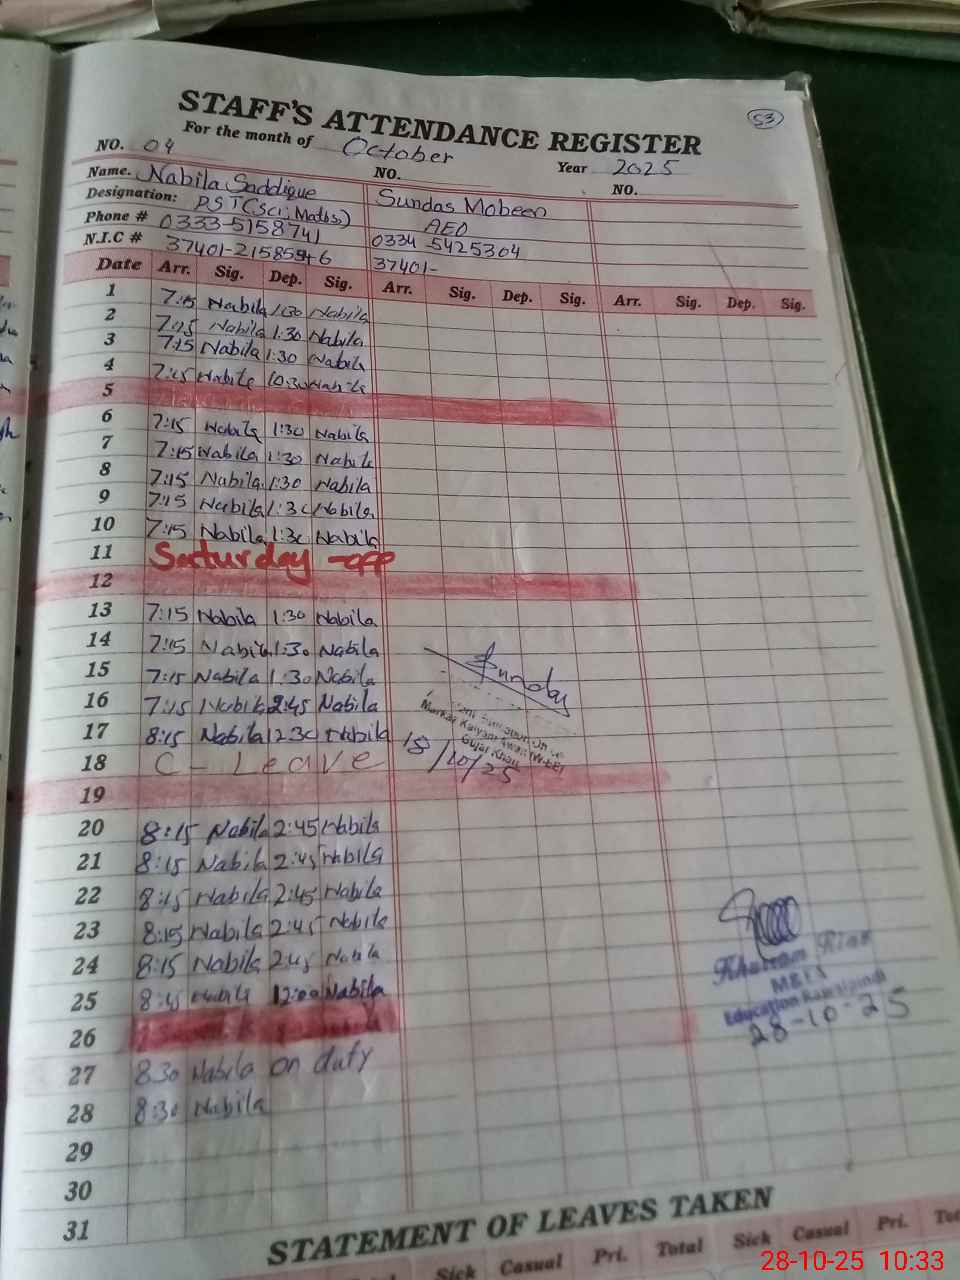 53
STAFF'S ATTENDANCE REGISTER
For the month of October Year 2025
NO. 04 NO. NO.
Name. Nabila Saddique Sundas Mobeen
Designation: PST (Sci; Maths) AEO
Phone # 0333-5158741 0334-5425304
N.I.C # 37401- 37401-
Date Arr. Sig. Dep. Sig. Arr. Sig. Dep. Sig. Arr. Sig. Dep. Sig.
1 7:15 Nabila 1:30 Nabila
2 7:15 Nabila 1:30 Nabila
3 7:15 Nabila 1:30 Nabila
4 7:15 Nabila 10:30 Nabila
5
6 7:15 Nabila 1:30 Nabila
7 7:15 Nabila 1:30 Nabila
8 7:15 Nabila 1:30 Nabila
9 7:15 Nabila 1:30 Nabila
10 7:15 Nabila 1:30 Nabila
11 Saturday - off
12
13 7:15 Nabila 1:30 Nabila
14 7:15 Nabila 1:30 Nabila
15 7:15 Nabila 1:30 Nabila
16 7:15 Nabila 2:45 Nabila
17 8:15 Nabila 12:30 Nabila
18 C - Leave
Markaz
Gujar Khan
18/10/25
19
20 8:15 Nabila 2:45 Nabila
21 8:15 Nabila 2:45 Nabila
22 8:15 Nabila 2:45 Nabila
23 8:15 Nabila 2:45 Nabila
24 8:15 Nabila 2:45 Nabila
25 8:15 Nabila 12:00 Nabila
26
Khurram Riaz
Education Rawalpindi
28-10-25
27 8:30 Nabila on duty
28 8:30 Nabila
29
30
31
STATEMENT OF LEAVES TAKEN
Sick Casual Pri. Total Sick Casual Pri.
28-10-25 10:33